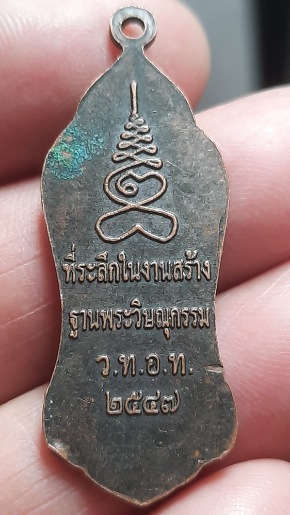 ที่ระลึกในงานสร้าง
ฐานพระวิษณุกรรม
ว.ท.อ.ท.
๒๕๔๗